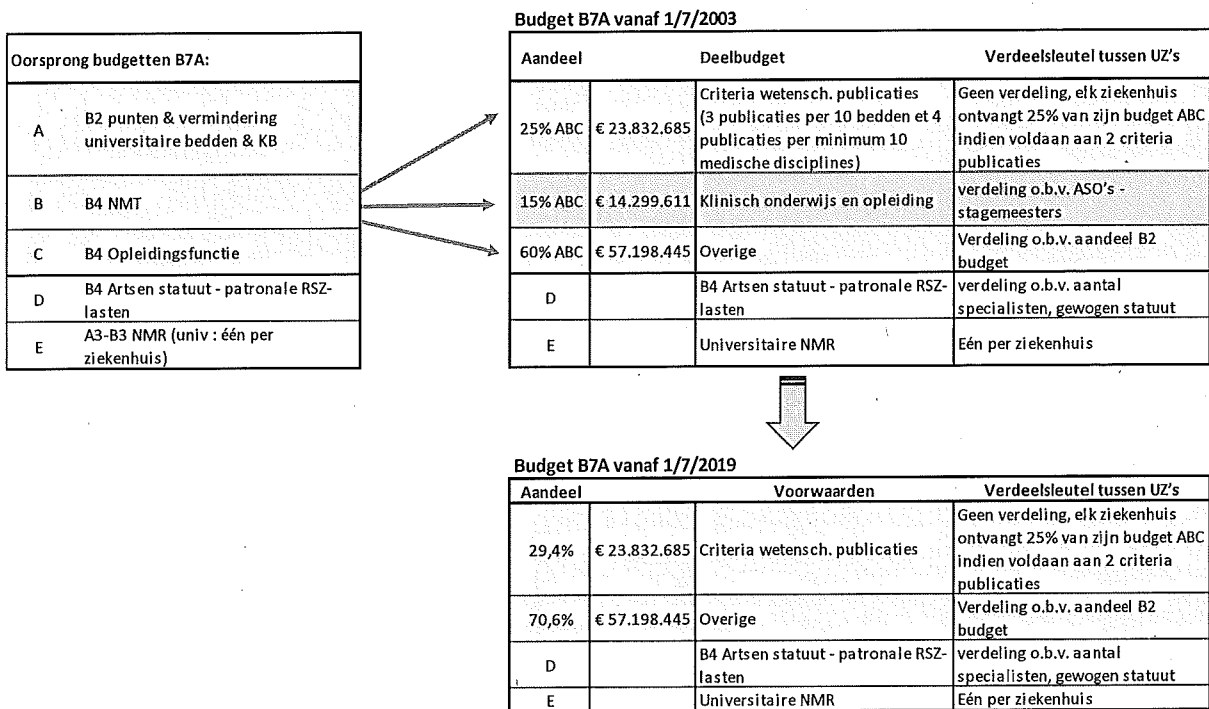 Oorsprong budgetten B7A:
A
B2 punten & vermindering
universitaire bedden & KB
B
B4 NMT
C
B4 Opleidingsfunctie
D
B4 Artsen statuut - patronale RSZ-
lasten
E
A3-B3 NMR (univ : één per
ziekenhuis)
Budget B7A vanaf 1/7/2003
Aandeel
Deelbudget
Verdeelsleutel tussen UZ's
25% ABC
€ 23.832.685
Criteria wetensch. publicaties
(3 publicaties per 10 bedden et 4
publicaties per minimum 10
medische disciplines)
Geen verdeling, elk ziekenhuis
ontvangt 25% van zijn budget ABC
indien voldaan aan 2 criteria
publicaties
15% ABC
€ 14.299.611
Klinisch onderwijs en opleiding
verdeling o.b.v. ASO's -
stagemeesters
60% ABC
€ 57.198.445
Overige
Verdeling o.b.v. aandeel B2
budget
D
B4 Artsen statuut - patronale RSZ-
lasten
verdeling o.b.v. aantal
specialisten, gewogen statuut
E
Universitaire NMR
Eén per ziekenhuis
Budget B7A vanaf 1/7/2019
Aandeel
Voorwaarden
Verdeelsleutel tussen UZ's
29,4%
€ 23.832.685
Criteria wetensch. publicaties
Geen verdeling, elk ziekenhuis
ontvangt 25% van zijn budget ABC
indien voldaan aan 2 criteria
publicaties
70,6%
€ 57.198.445
Overige
Verdeling o.b.v. aandeel B2
budget
D
B4 Artsen statuut - patronale RSZ-
lasten
verdeling o.b.v. aantal
specialisten, gewogen statuut
E
Universitaire NMR
Eén per ziekenhuis